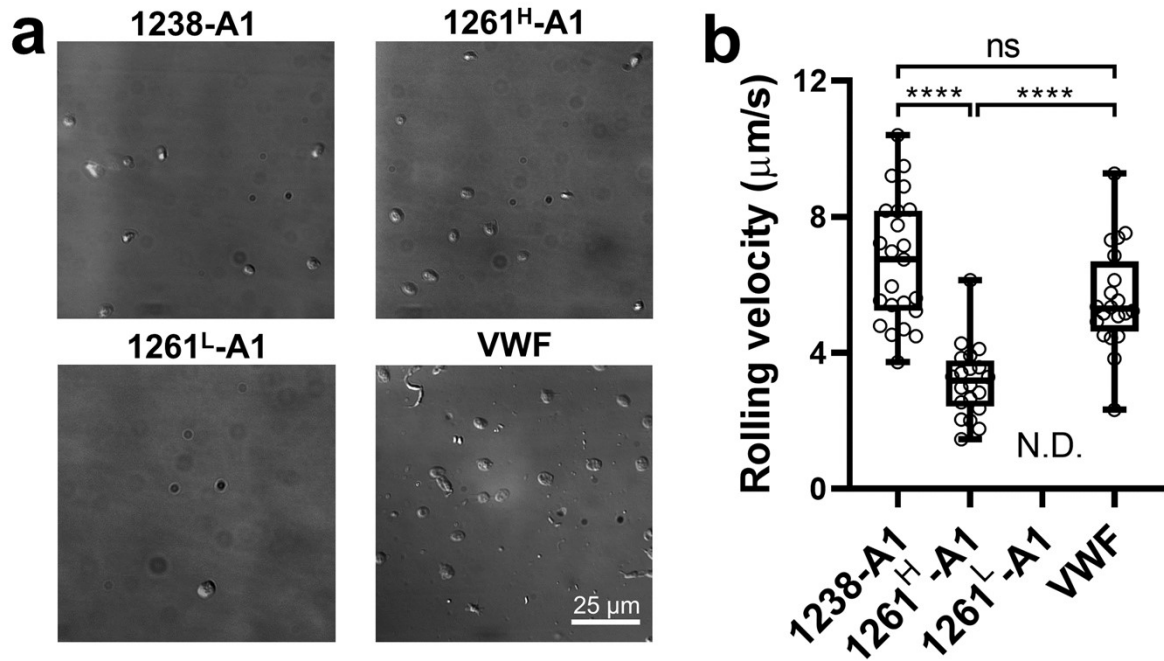 a
1238-A1
1261ᴴ-A1
1261ᴸ-A1
VWF
25 μm
b
ns
**** ****
Rolling velocity (μm/s)
12
8
4
0
N.D.
1238-A1
1261ᴴ-A1
1261ᴸ-A1
VWF